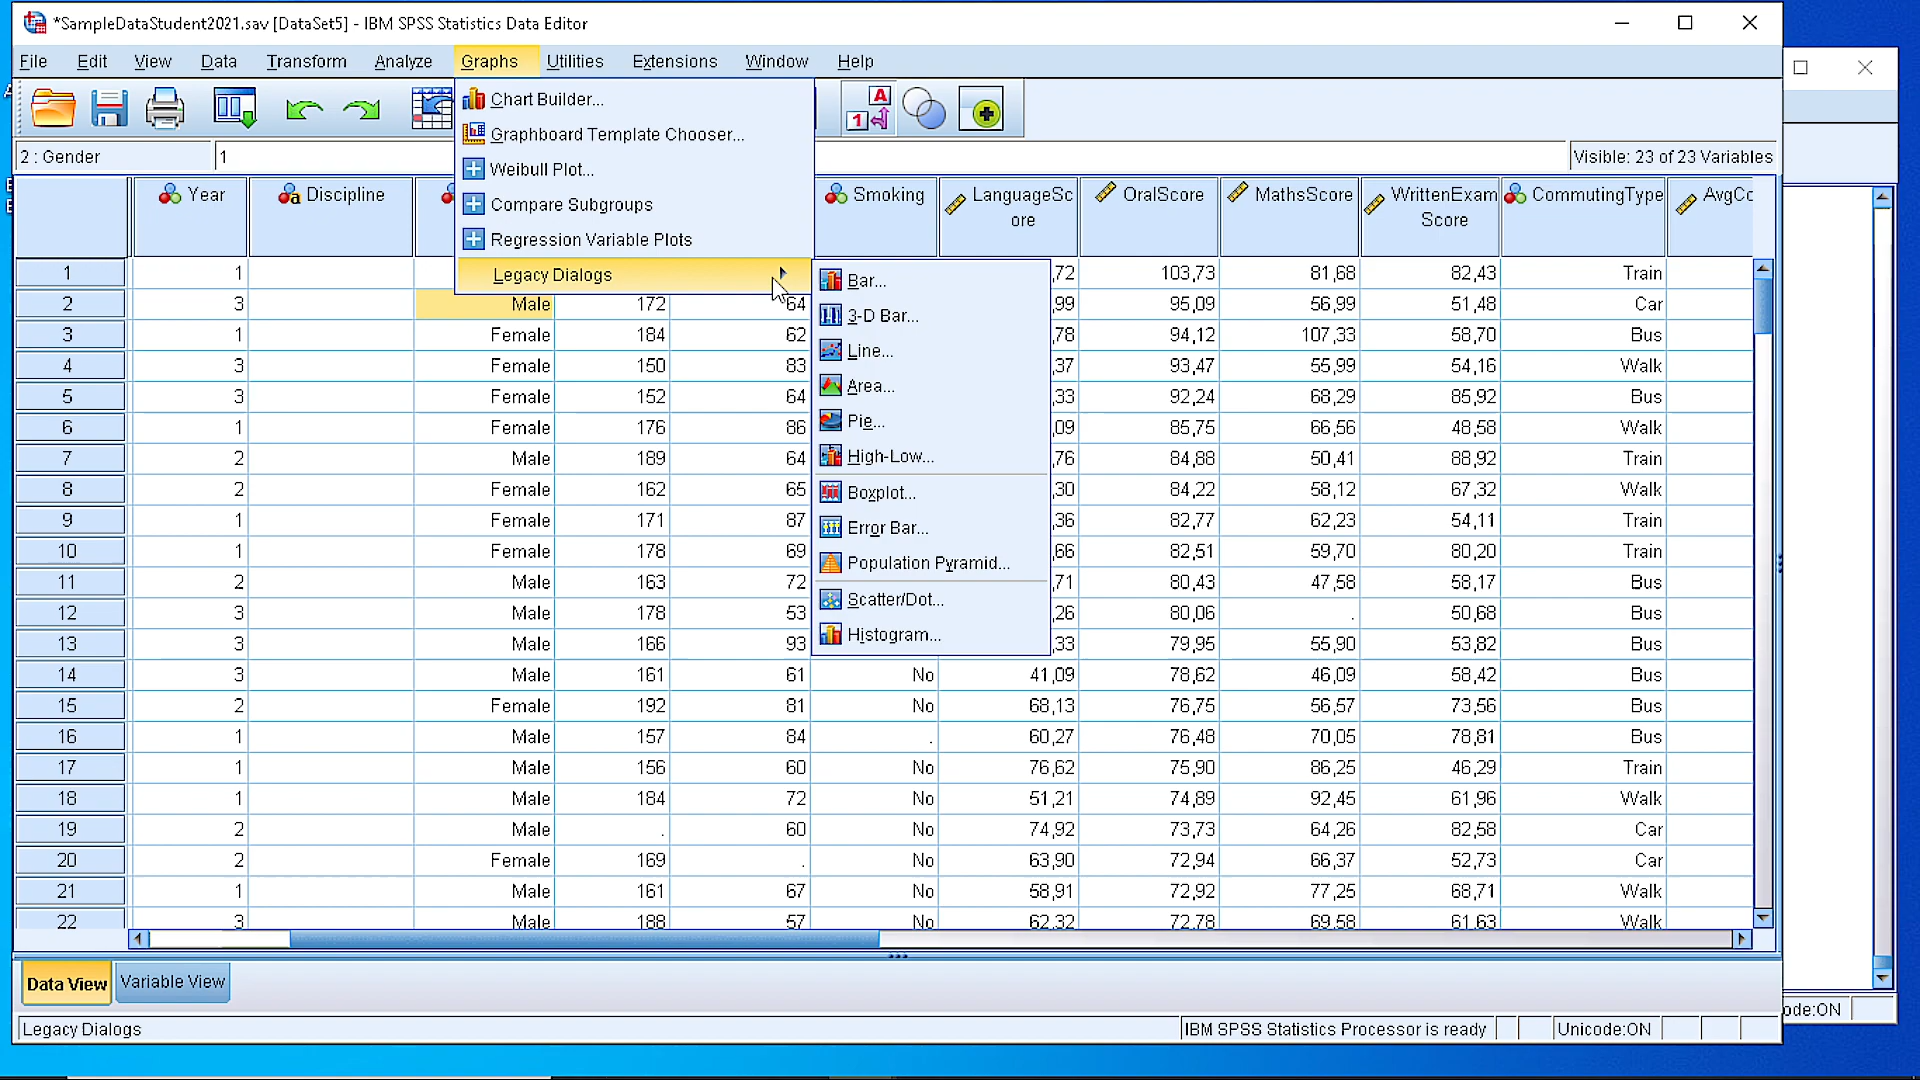 *SampleDataStudent2021.sav [DataSet5] - IBM SPSS Statistics Data Editor
File Edit View Data Transform Analyze Graphs Utilities Extensions Window Help
Chart Builder...
Graphboard Template Chooser...
Weibull Plot...
Compare Subgroups
Regression Variable Plots
Legacy Dialogs
Bar...
3-D Bar...
Line...
Area...
Pie...
High-Low...
Boxplot...
Error Bar...
Population Pyramid...
Scatter/Dot...
Histogram...
2 : Gender 1 Visible: 23 of 23 Variables
Year Discipline Smoking LanguageScore OralScore MathsScore WrittenExamScore CommutingType AvgCo
1 1 ,72 103,73 81,68 82,43 Train
2 3 Male 172 64 ,99 95,09 56,99 51,48 Car
3 1 Female 184 62 ,78 94,12 107,33 58,70 Bus
4 3 Female 150 83 ,37 93,47 55,99 54,16 Walk
5 3 Female 152 64 ,33 92,24 68,29 85,92 Bus
6 1 Female 176 86 ,09 85,75 66,56 48,58 Walk
7 2 Male 189 64 ,76 84,88 50,41 88,92 Train
8 2 Female 162 65 ,30 84,22 58,12 67,32 Walk
9 1 Female 171 87 ,36 82,77 62,23 54,11 Train
10 1 Female 178 69 ,66 82,51 59,70 80,20 Train
11 2 Male 163 72 ,71 80,43 47,58 58,17 Bus
12 3 Male 178 53 ,26 80,06 . 50,68 Bus
13 3 Male 166 93 ,33 79,95 55,90 53,82 Bus
14 3 Male 161 61 No 41,09 78,62 46,09 58,42 Bus
15 2 Female 192 81 No 68,13 76,75 56,57 73,56 Bus
16 1 Male 157 84 . 60,27 76,48 70,05 78,81 Bus
17 1 Male 156 60 No 76,62 75,90 86,25 46,29 Train
18 1 Male 184 72 No 51,21 74,89 92,45 61,96 Walk
19 2 Male . 60 No 74,92 73,73 64,26 82,58 Car
20 2 Female 169 . No 63,90 72,94 66,37 52,73 Car
21 1 Male 161 67 No 58,91 72,92 77,25 68,71 Walk
22 3 Male 188 57 No 62,32 72,78 69,58 61,63 Walk
Data View Variable View
Legacy Dialogs IBM SPSS Statistics Processor is ready Unicode:ON
ode:ON